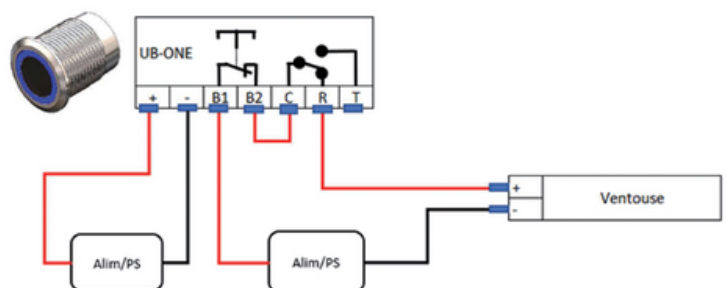 UB-ONE
+ - B1 B2 C R T
+
Ventouse
-
Alim/PS
Alim/PS